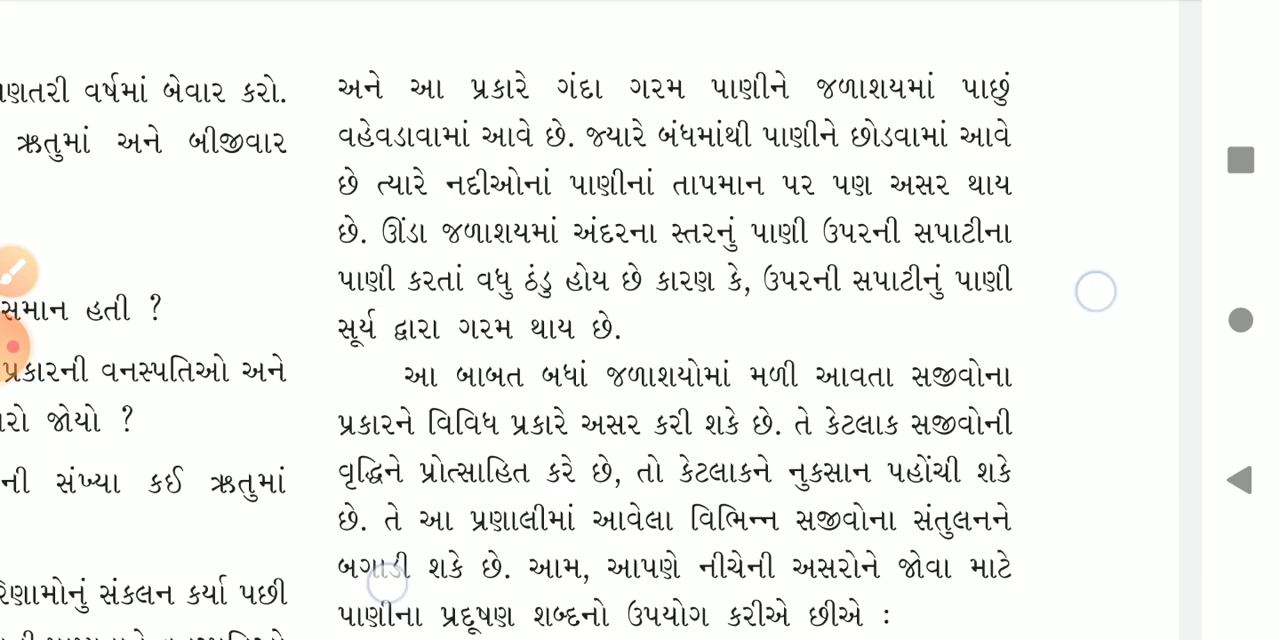 ણતરી વર્ષમાં બેવાર કરો.
ઋતુમાં અને બીજીવાર
સમાન હતી ?
પ્રકારની વનસ્પતિઓ અને
રો જોયો ?
ની સંખ્યા કઈ ઋતુમાં
રેણામોનું સંકલન કર્યા પછી
અને આ પ્રકારે ગંદા ગરમ પાણીને જળાશયમાં પાછું
વહેવડાવામાં આવે છે. જ્યારે બંધમાંથી પાણીને છોડવામાં આવે
છે ત્યારે નદીઓનાં પાણીનાં તાપમાન પર પણ અસર થાય
છે. ઊંડા જળાશયમાં અંદરના સ્તરનું પાણી ઉપરની સપાટીના
પાણી કરતાં વધુ ઠંડુ હોય છે કારણ કે, ઉપરની સપાટીનું પાણી
સૂર્ય દ્વારા ગરમ થાય છે.
આ બાબત બધાં જળાશયોમાં મળી આવતા સજીવોના
પ્રકારને વિવિધ પ્રકારે અસર કરી શકે છે. તે કેટલાક સજીવોની
વૃદ્ધિને પ્રોત્સાહિત કરે છે, તો કેટલાકને નુકસાન પહોંચી શકે
છે. તે આ પ્રણાલીમાં આવેલા વિભિન્ન સજીવોના સંતુલનને
બગાડી શકે છે. આમ, આપણે નીચેની અસરોને જોવા માટે
પાણીના પ્રદૂષણ શબ્દનો ઉપયોગ કરીએ છીએ :